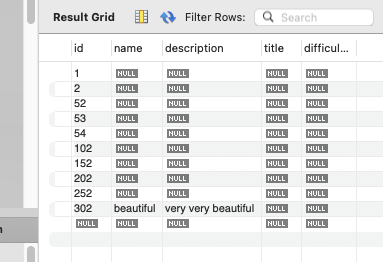 Result Grid Filter Rows: Search
id name description title difficul...
1 NULL NULL NULL NULL
2 NULL NULL NULL NULL
52 NULL NULL NULL NULL
53 NULL NULL NULL NULL
54 NULL NULL NULL NULL
102 NULL NULL NULL NULL
152 NULL NULL NULL NULL
202 NULL NULL NULL NULL
252 NULL NULL NULL NULL
302 beautiful very very beautiful NULL NULL
NULL NULL NULL NULL NULL